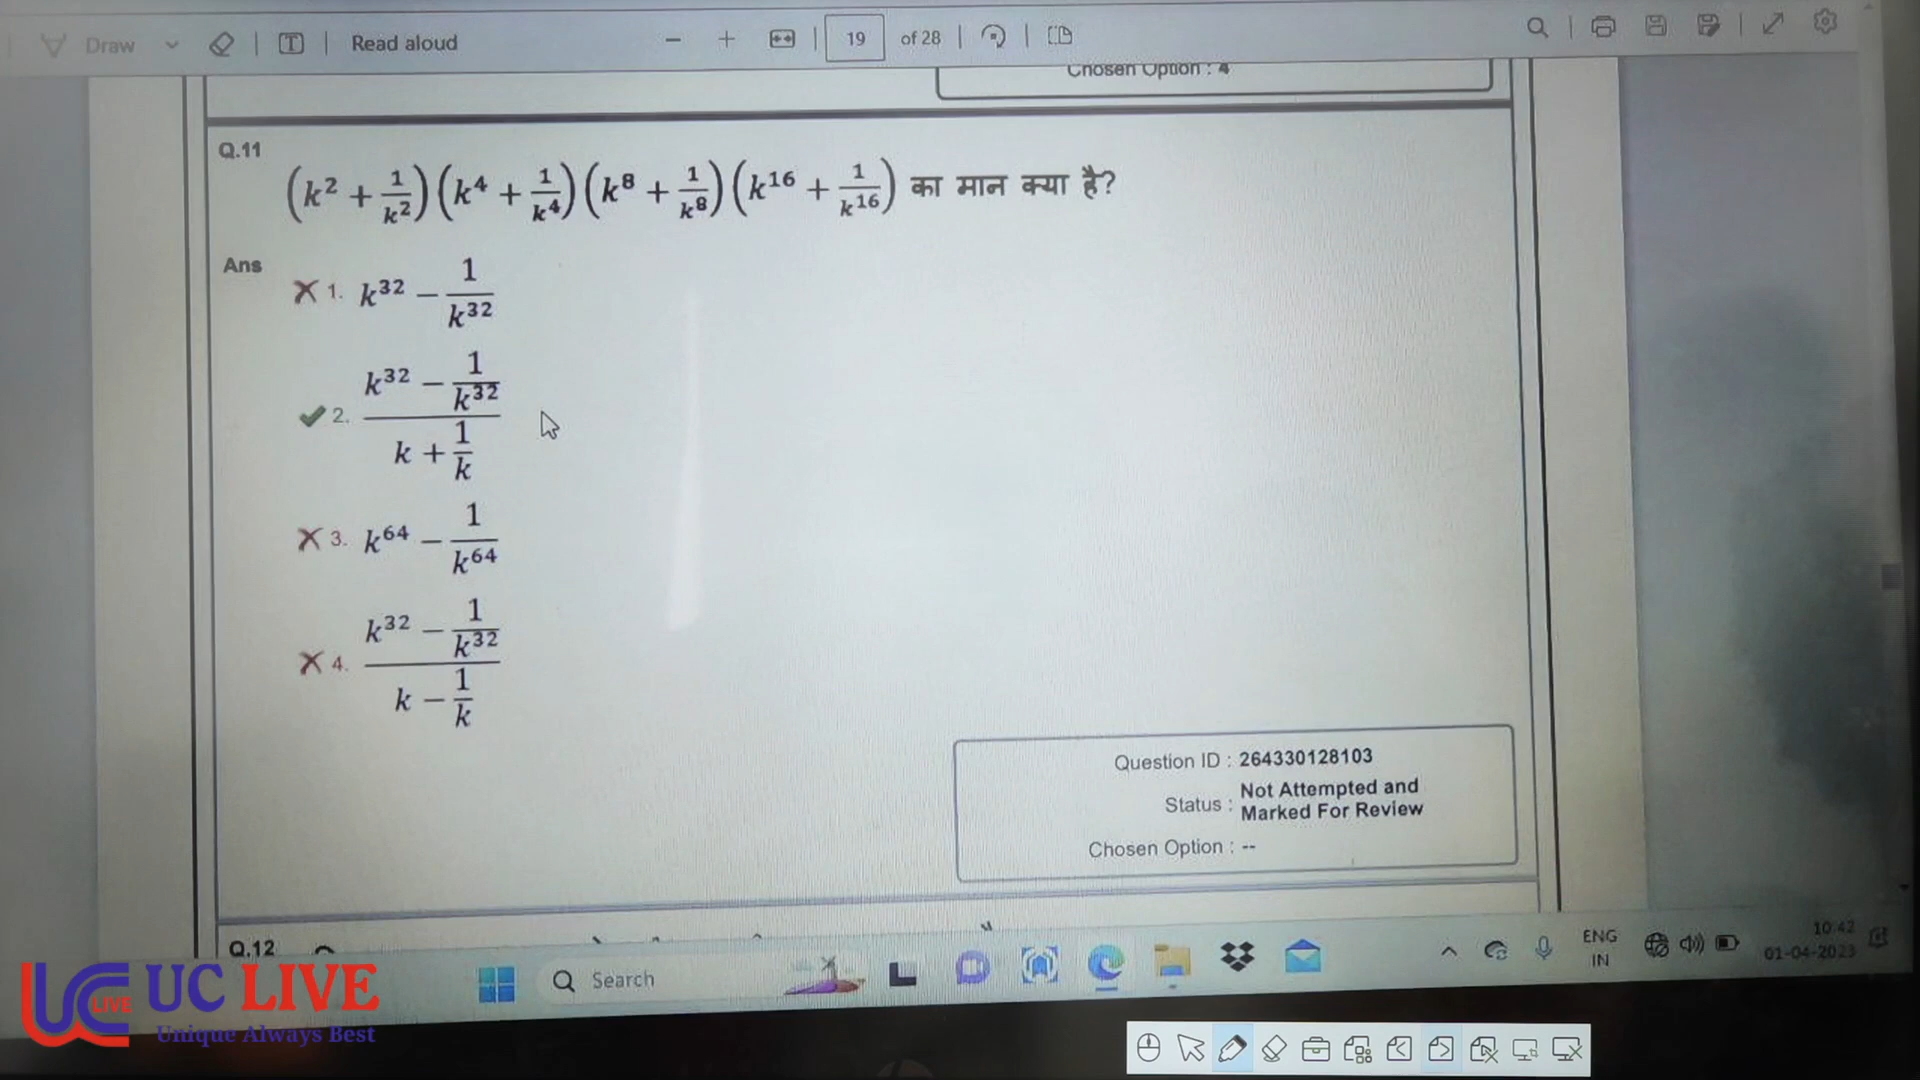 Draw
Read aloud
19 of 28
Chosen Option : 4
Q.11
(k² + 1/k²)(k⁴ + 1/k⁴)(k⁸ + 1/k⁸)(k¹⁶ + 1/k¹⁶) का मान क्या है?
Ans
1. k³² − 1/k³²
2. (k³² − 1/k³²)/(k + 1/k)
3. k⁶⁴ − 1/k⁶⁴
4. (k³² − 1/k³²)/(k − 1/k)
Question ID : 264330128103
Status : Not Attempted and
Marked For Review
Chosen Option : --
Q.12
Search
ENG
IN
10:42
01-04-2023
LIVE
UC LIVE
Unique Always Best